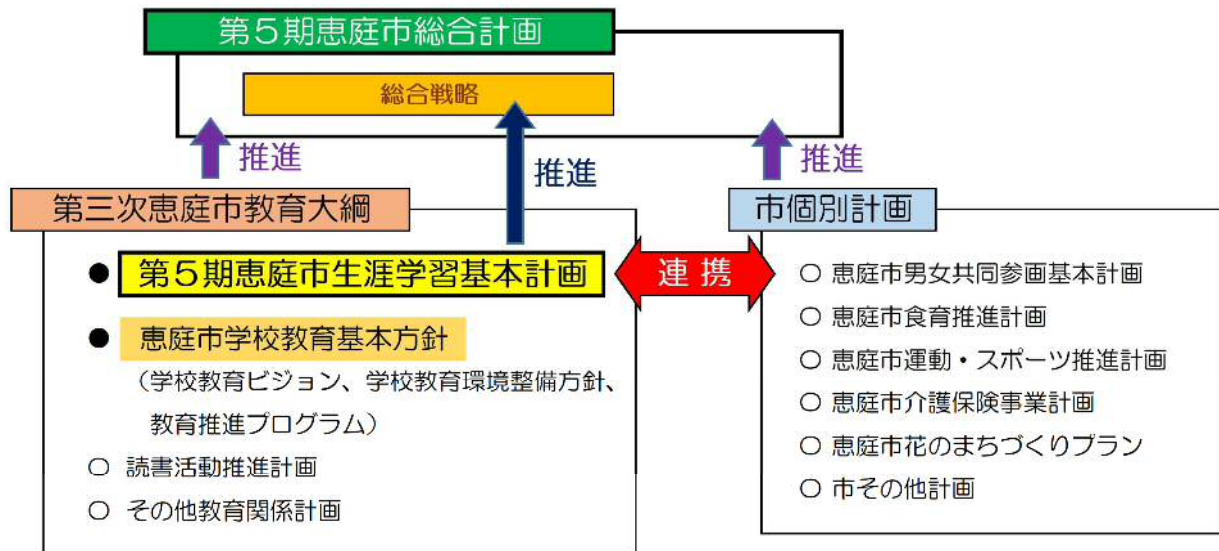 第5期恵庭市総合計画
総合戦略
推進
推進
推進
第三次恵庭市教育大綱
● 第5期恵庭市生涯学習基本計画
● 恵庭市学校教育基本方針
（学校教育ビジョン、学校教育環境整備方針、
教育推進プログラム）
○ 読書活動推進計画
○ その他教育関係計画
連携
市個別計画
○ 恵庭市男女共同参画基本計画
○ 恵庭市食育推進計画
○ 恵庭市運動・スポーツ推進計画
○ 恵庭市介護保険事業計画
○ 恵庭市花のまちづくりプラン
○ 市その他計画